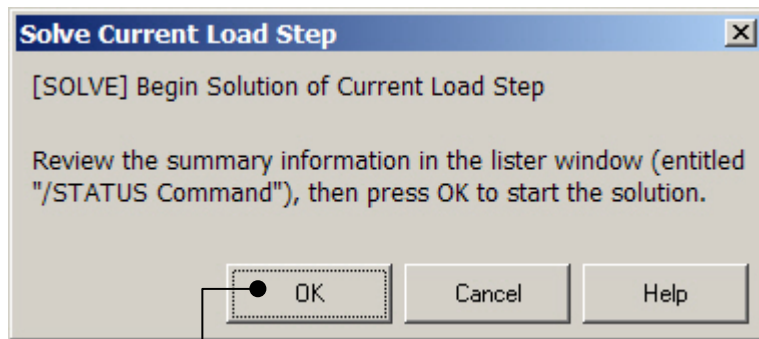 Solve Current Load Step
[SOLVE] Begin Solution of Current Load Step
Review the summary information in the lister window (entitled
"/STATUS Command"), then press OK to start the solution.
OK Cancel Help